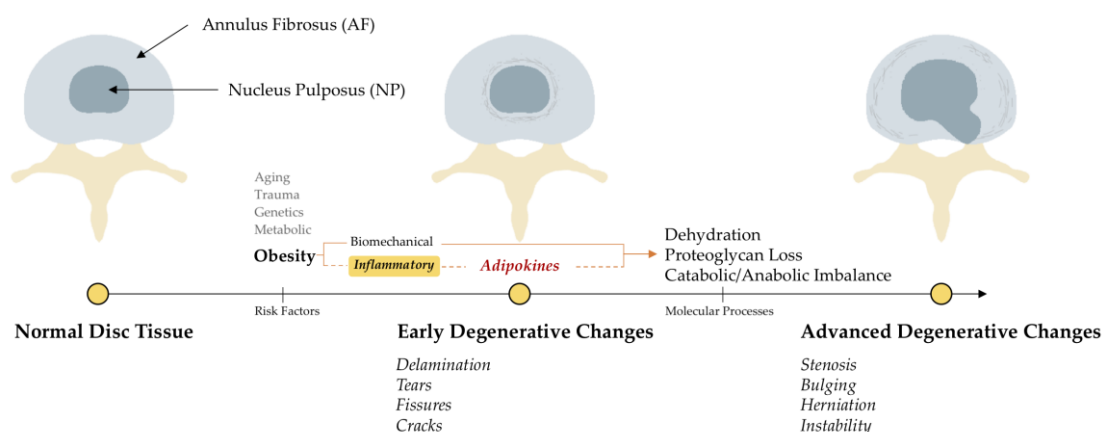 Annulus Fibrosus (AF)
Nucleus Pulposus (NP)
Aging
Trauma
Genetics
Metabolic
Obesity
Biomechanical
Inflammatory
Adipokines
Dehydration
Proteoglycan Loss
Catabolic/Anabolic Imbalance
Risk Factors
Molecular Processes
Normal Disc Tissue
Early Degenerative Changes
Advanced Degenerative Changes
Delamination
Tears
Fissures
Cracks
Stenosis
Bulging
Herniation
Instability